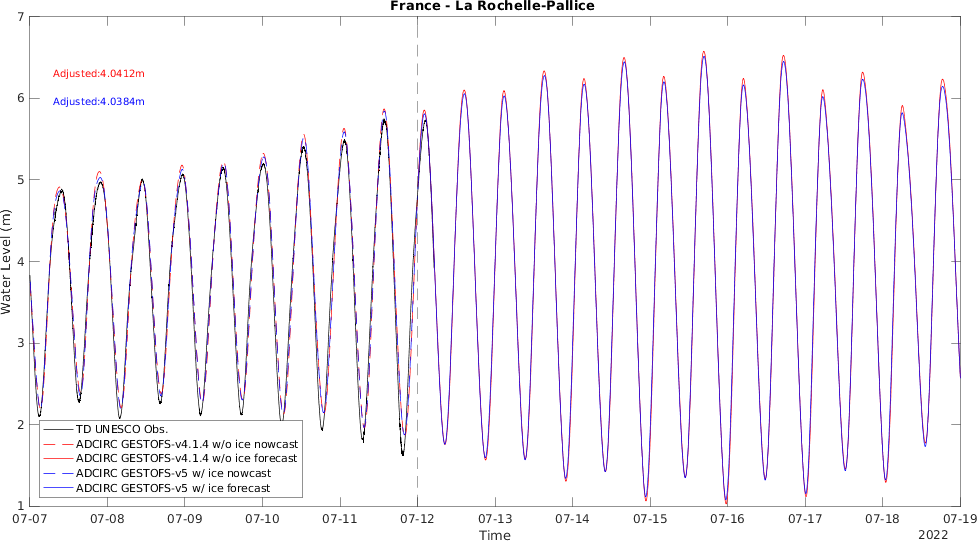 France - La Rochelle-Pallice
7
6
5
4
3
2
1
Water Level (m)
Adjusted:4.0412m
Adjusted:4.0384m
TD UNESCO Obs.
ADCIRC GESTOFS-v4.1.4 w/o ice nowcast
ADCIRC GESTOFS-v4.1.4 w/o ice forecast
ADCIRC GESTOFS-v5 w/ ice nowcast
ADCIRC GESTOFS-v5 w/ ice forecast
07-07 07-08 07-09 07-10 07-11 07-12 07-13 07-14 07-15 07-16 07-17 07-18 07-19
Time
2022